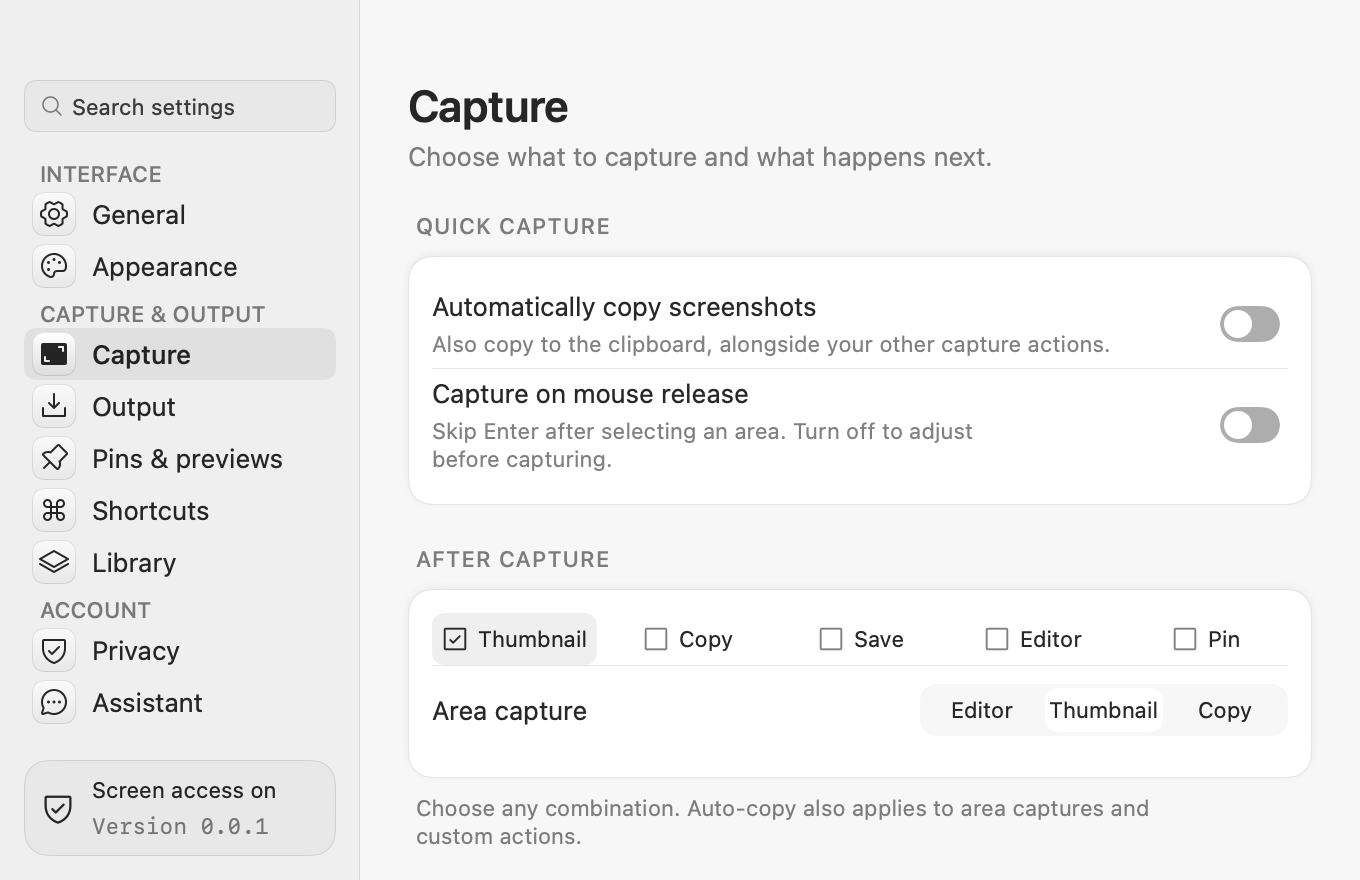 Search settings
INTERFACE
General
Appearance
CAPTURE & OUTPUT
Capture
Output
Pins & previews
Shortcuts
Library
ACCOUNT
Privacy
Assistant
Screen access on
Version 0.0.1
Capture
Choose what to capture and what happens next.
QUICK CAPTURE
Automatically copy screenshots
Also copy to the clipboard, alongside your other capture actions.
Capture on mouse release
Skip Enter after selecting an area. Turn off to adjust
before capturing.
AFTER CAPTURE
Thumbnail Copy Save Editor Pin
Area capture Editor Thumbnail Copy
Choose any combination. Auto-copy also applies to area captures and
custom actions.